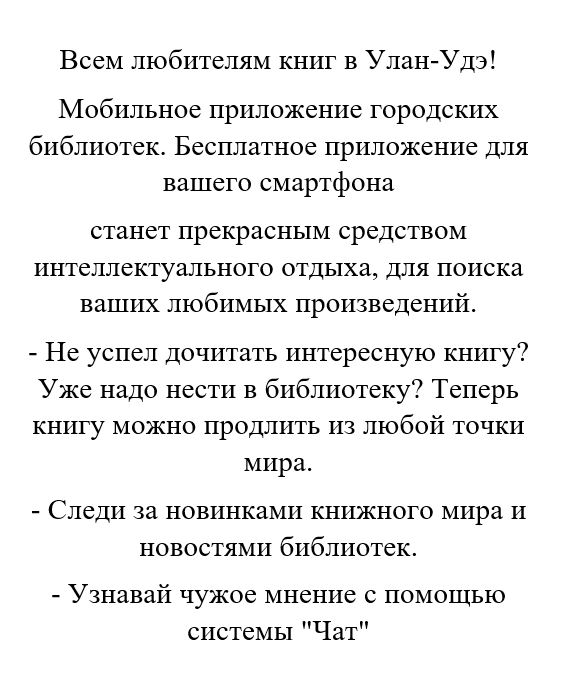 Всем любителям книг в Улан-Удэ!
Мобильное приложение городских
библиотек. Бесплатное приложение для
вашего смартфона
станет прекрасным средством
интеллектуального отдыха, для поиска
ваших любимых произведений.
- Не успел дочитать интересную книгу?
Уже надо нести в библиотеку? Теперь
книгу можно продлить из любой точки
мира.
- Следи за новинками книжного мира и
новостями библиотек.
- Узнавай чужое мнение с помощью
системы "Чат"